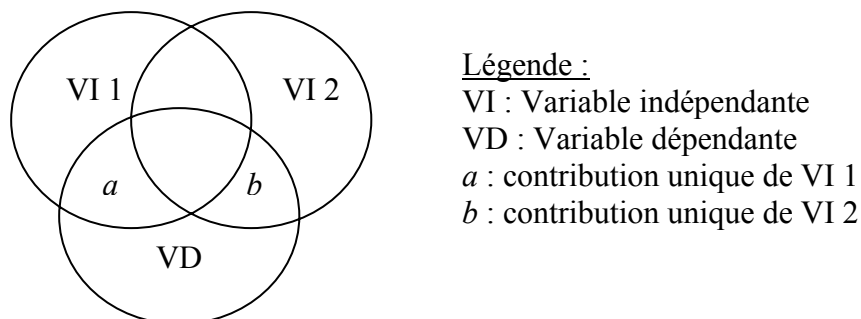 VI 1
VI 2
a
b
VD
Légende :
VI : Variable indépendante
VD : Variable dépendante
a : contribution unique de VI 1
b : contribution unique de VI 2